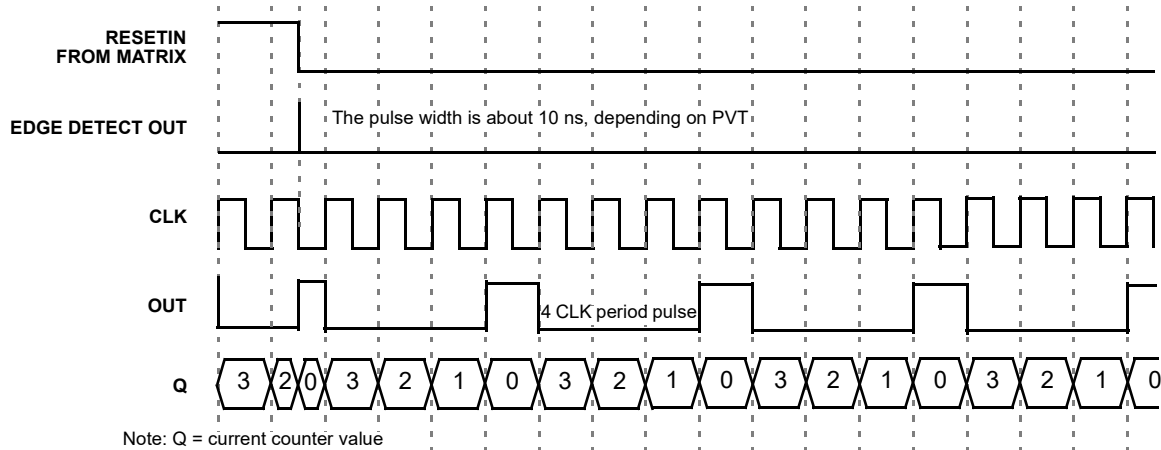 RESETIN
FROM MATRIX
EDGE DETECT OUT
The pulse width is about 10 ns, depending on PVT
CLK
OUT
4 CLK period pulse
Q
3 2 0 3 2 1 0 3 2 1 0 3 2 1 0 3 2 1 0
Note: Q = current counter value